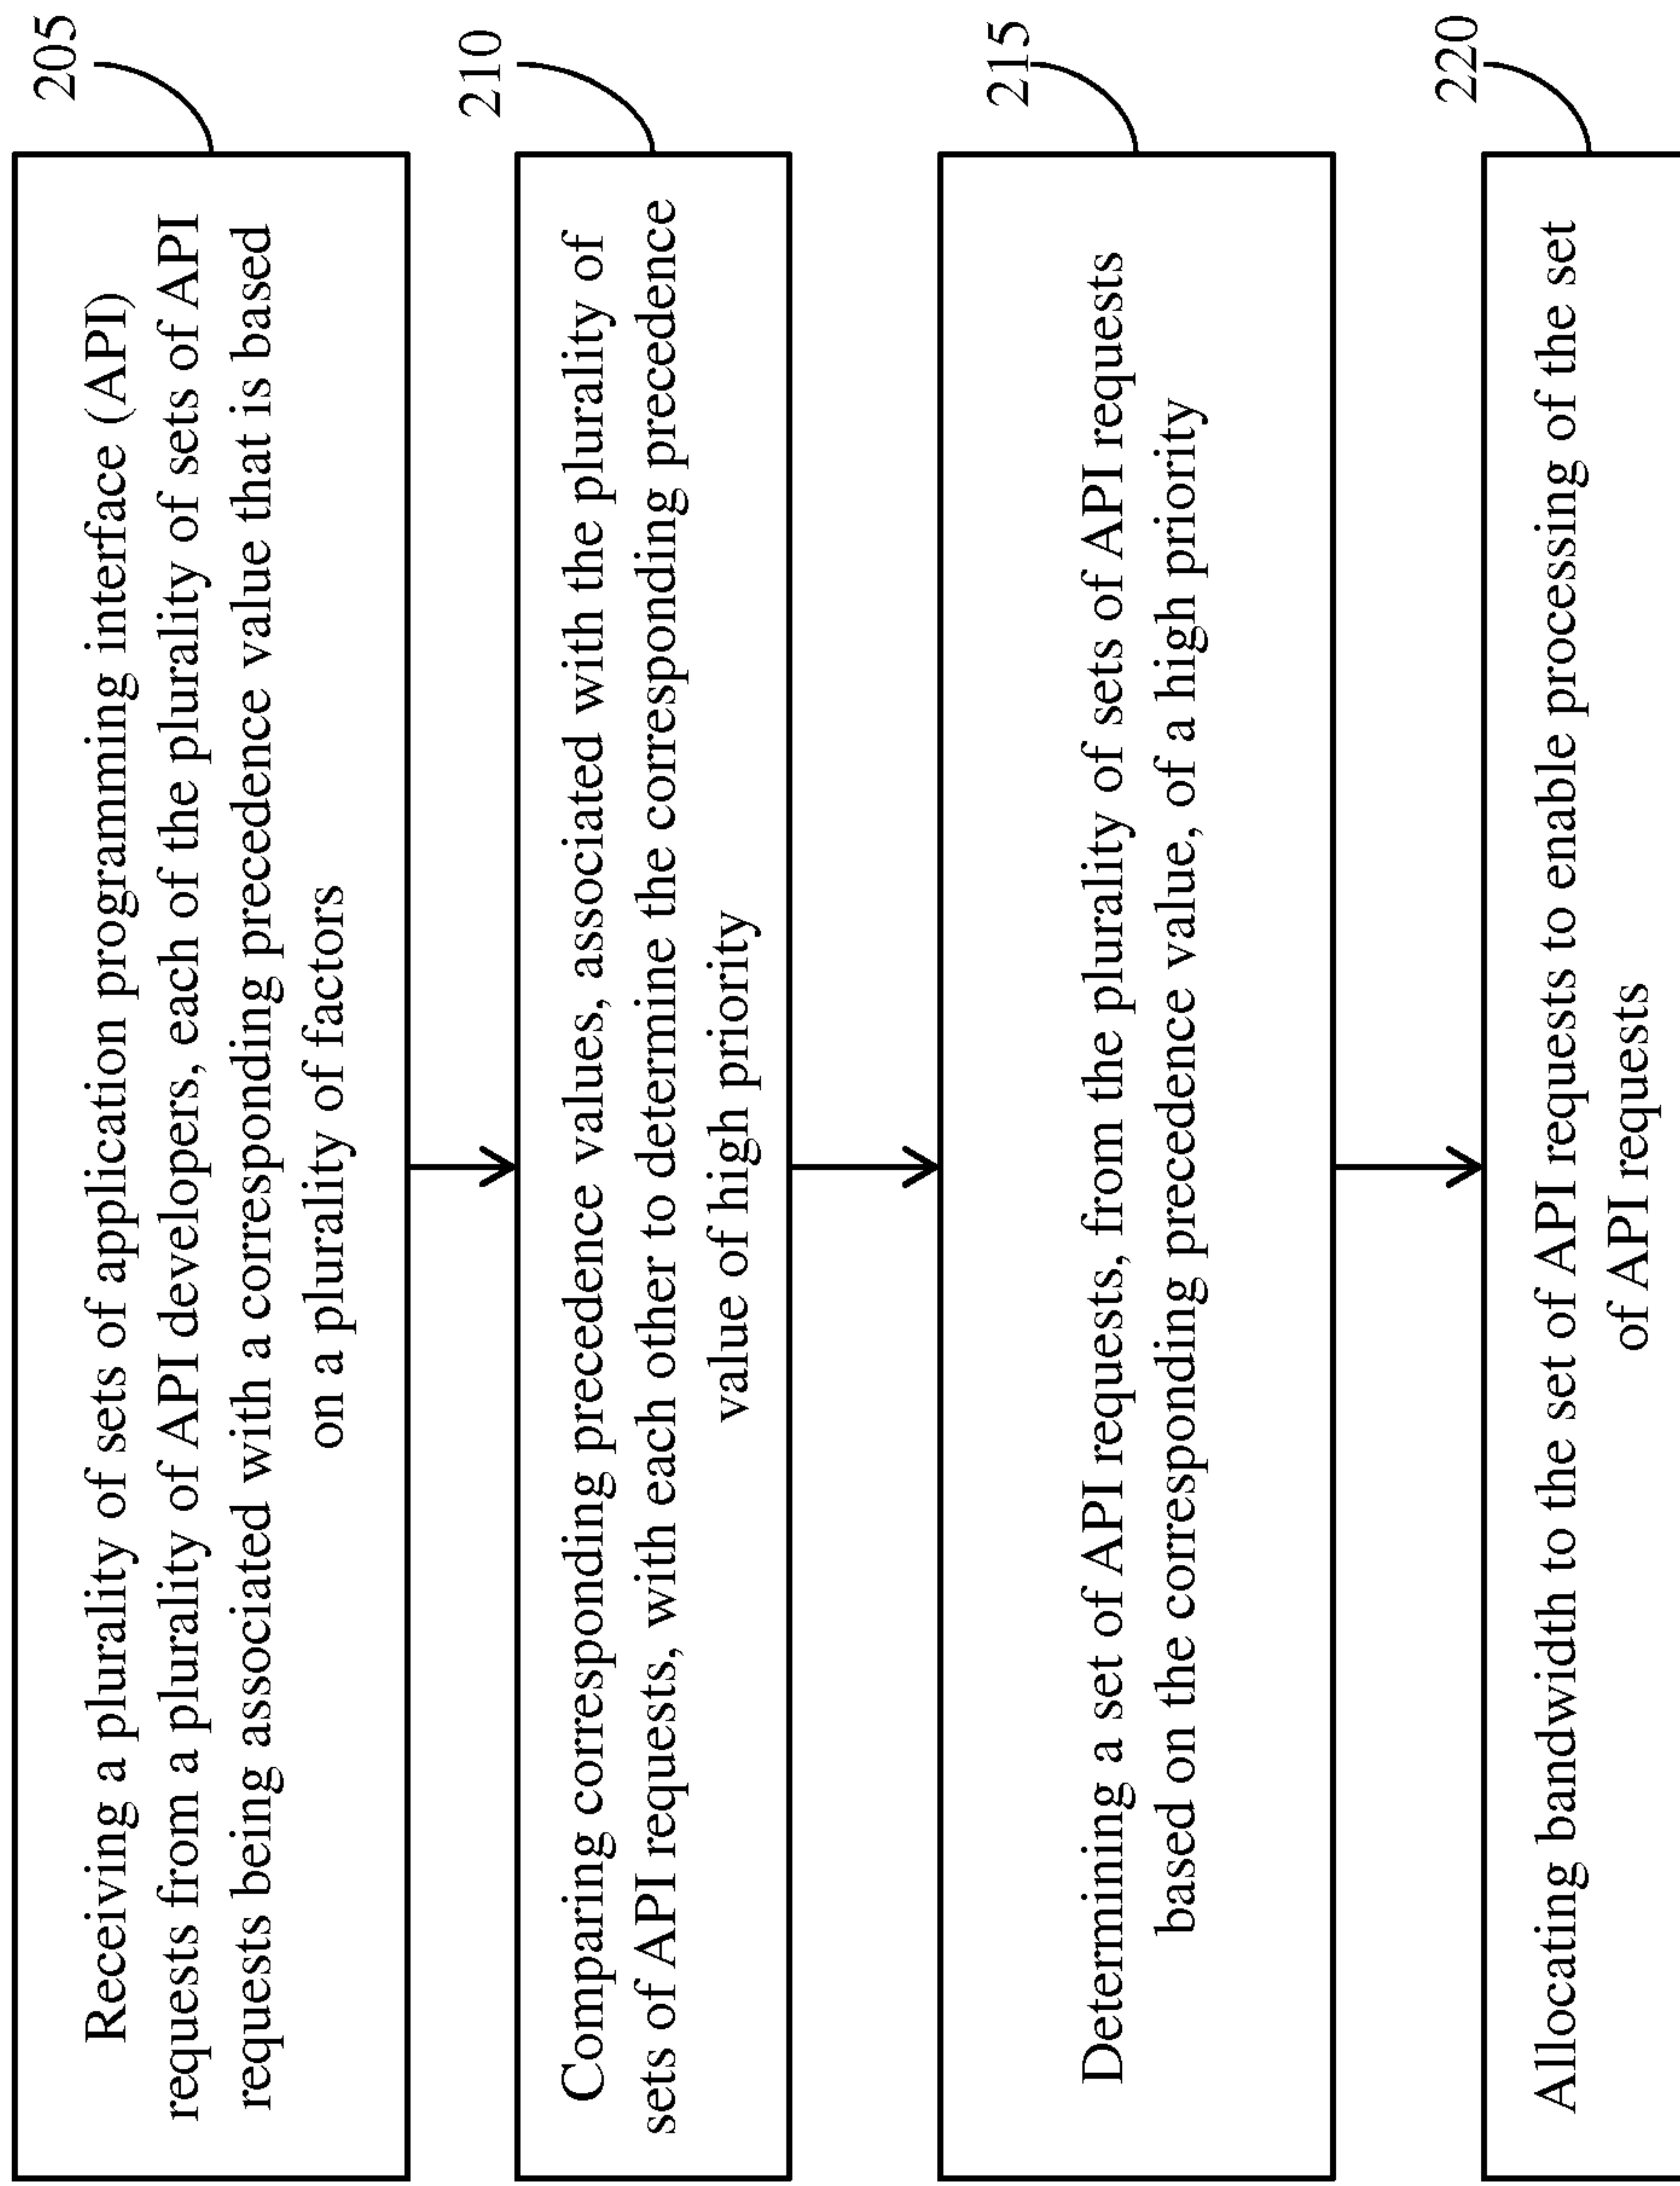 205
Receiving a plurality of sets of application programming interface (API)
requests from a plurality of API developers, each of the plurality of sets of API
requests being associated with a corresponding precedence value that is based
on a plurality of factors
210
Comparing corresponding precedence values, associated with the plurality of
sets of API requests, with each other to determine the corresponding precedence
value of high priority
215
Determining a set of API requests, from the plurality of sets of API requests
based on the corresponding precedence value, of a high priority
220
Allocating bandwidth to the set of API requests to enable processing of the set
of API requests